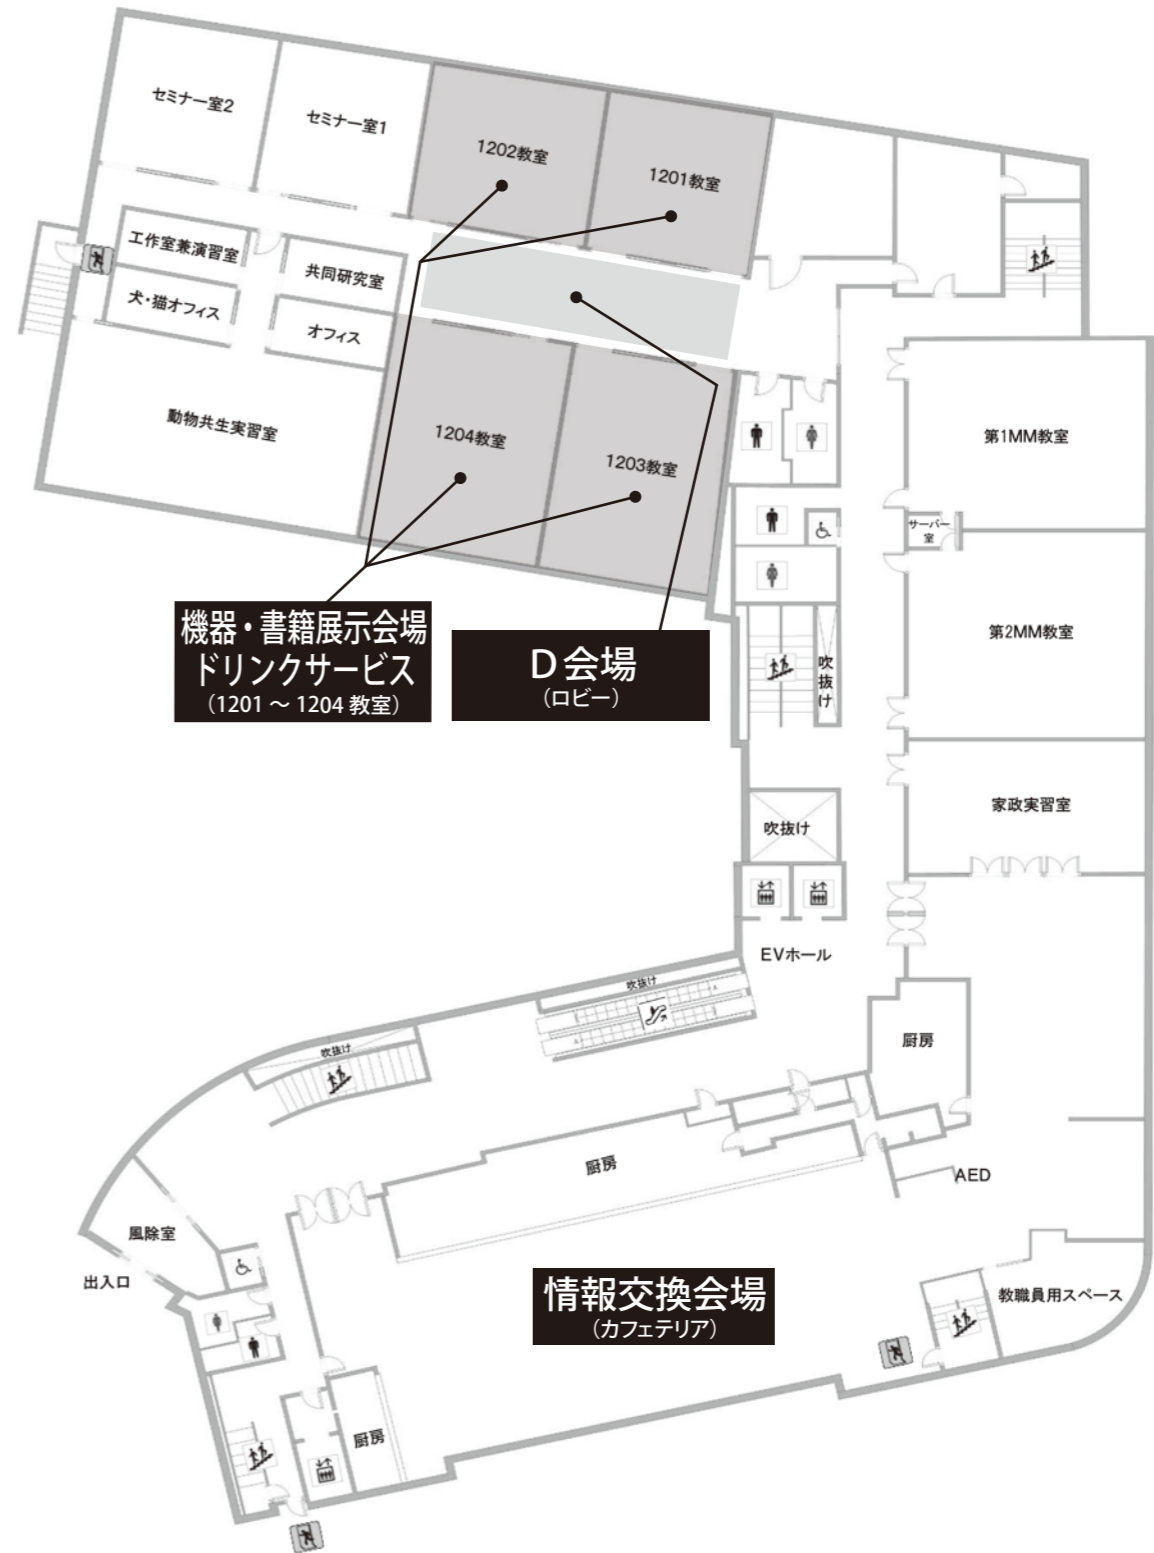 セミナー室2
セミナー室1
1202教室
1201教室
工作室兼演習室
共同研究室
犬・猫オフィス
オフィス
動物共生実習室
1204教室
1203教室
第1MM教室
サーバー
室
第2MM教室
機器・書籍展示会場
ドリンクサービス
（1201 ～ 1204 教室）
D会場
（ロビー）
吹抜け
家政実習室
吹抜け
EVホール
吹抜け
吹抜け
厨房
厨房
AED
風除室
出入口
情報交換会場
（カフェテリア）
教職員用スペース
厨房